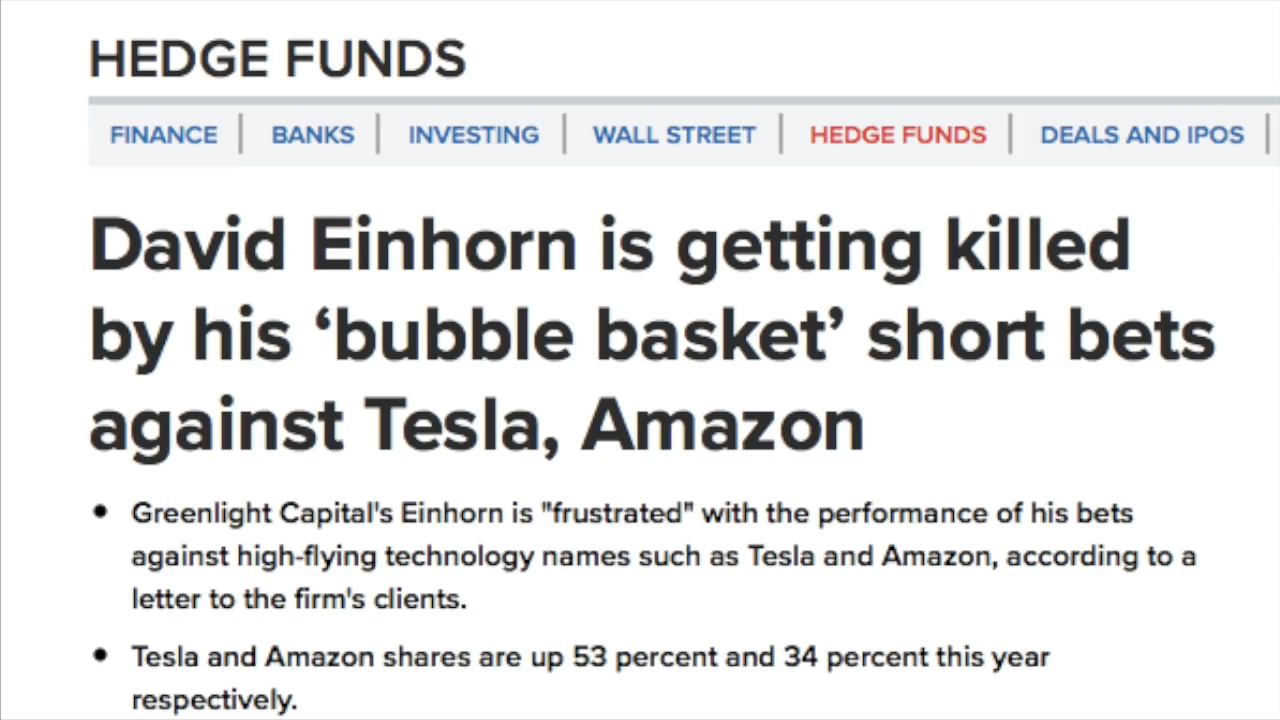 HEDGE FUNDS
FINANCE | BANKS | INVESTING | WALL STREET | HEDGE FUNDS | DEALS AND IPOS |
David Einhorn is getting killed
by his ‘bubble basket’ short bets
against Tesla, Amazon
• Greenlight Capital's Einhorn is "frustrated" with the performance of his bets
against high-flying technology names such as Tesla and Amazon, according to a
letter to the firm's clients.
• Tesla and Amazon shares are up 53 percent and 34 percent this year
respectively.